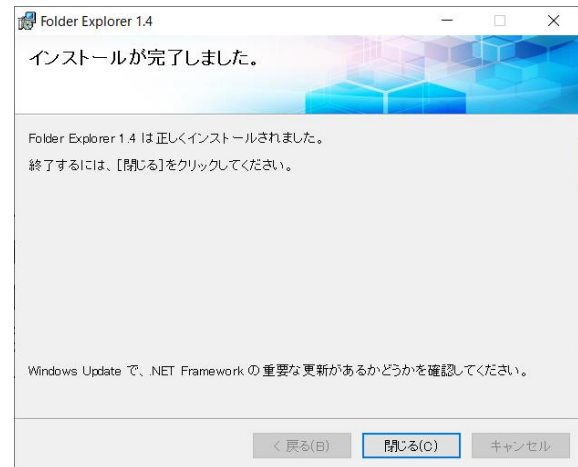 Folder Explorer 1.4
インストールが完了しました。
Folder Explorer 1.4 は正しくインストールされました。
終了するには、[閉じる]をクリックしてください。
Windows Update で、.NET Framework の重要な更新があるかどうかを確認してください。
< 戻る(B) 閉じる(C) キャンセル